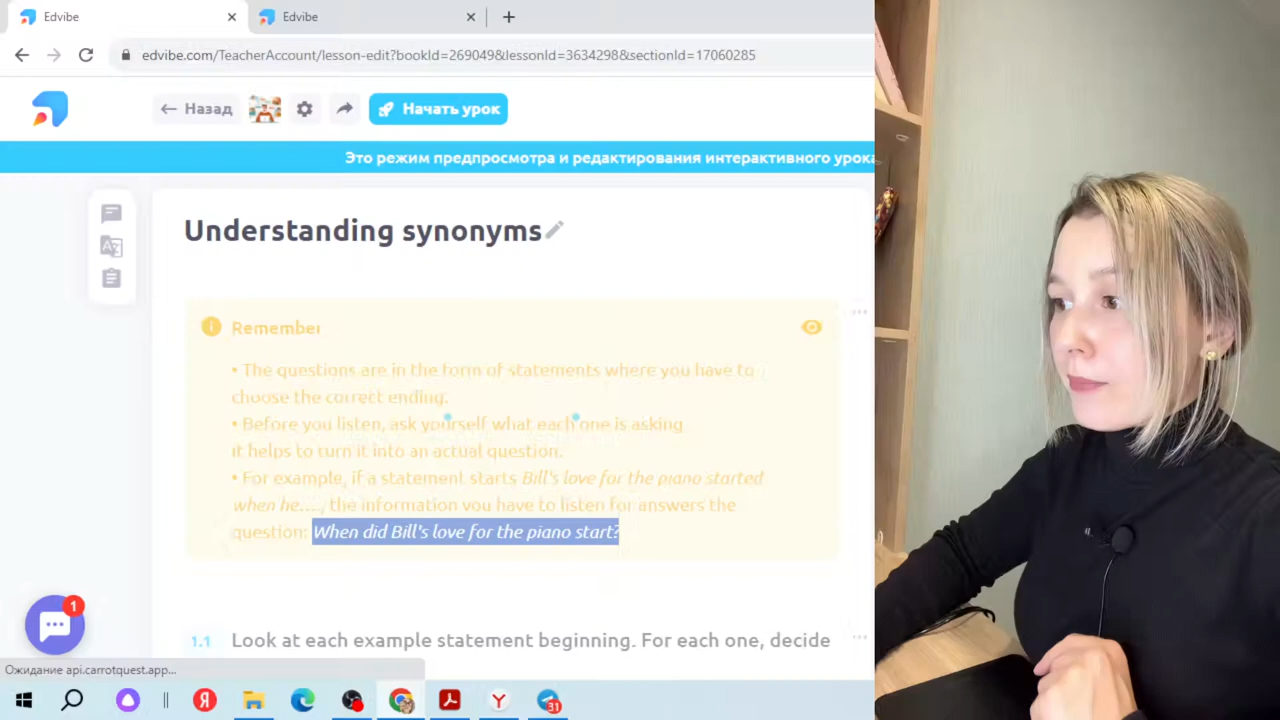 Edvibe
Edvibe
edvibe.com/TeacherAccount/lesson-edit?bookId=269049&lessonId=3634298&sectionId=17060285
← Назад
Начать урок
Это режим предпросмотра и редактирования интерактивного урока
Understanding synonyms
Remember
• The questions are in the form of statements where you have to
choose the correct ending.
• Before you listen, ask yourself what each one is asking
it helps to turn it into an actual question.
• For example, if a statement starts Bill's love for the piano started
when he...., the information you have to listen for answers the
question: When did Bill's love for the piano start?
1.1 Look at each example statement beginning. For each one, decide
1
Ожидание api.carrotquest.app...
31